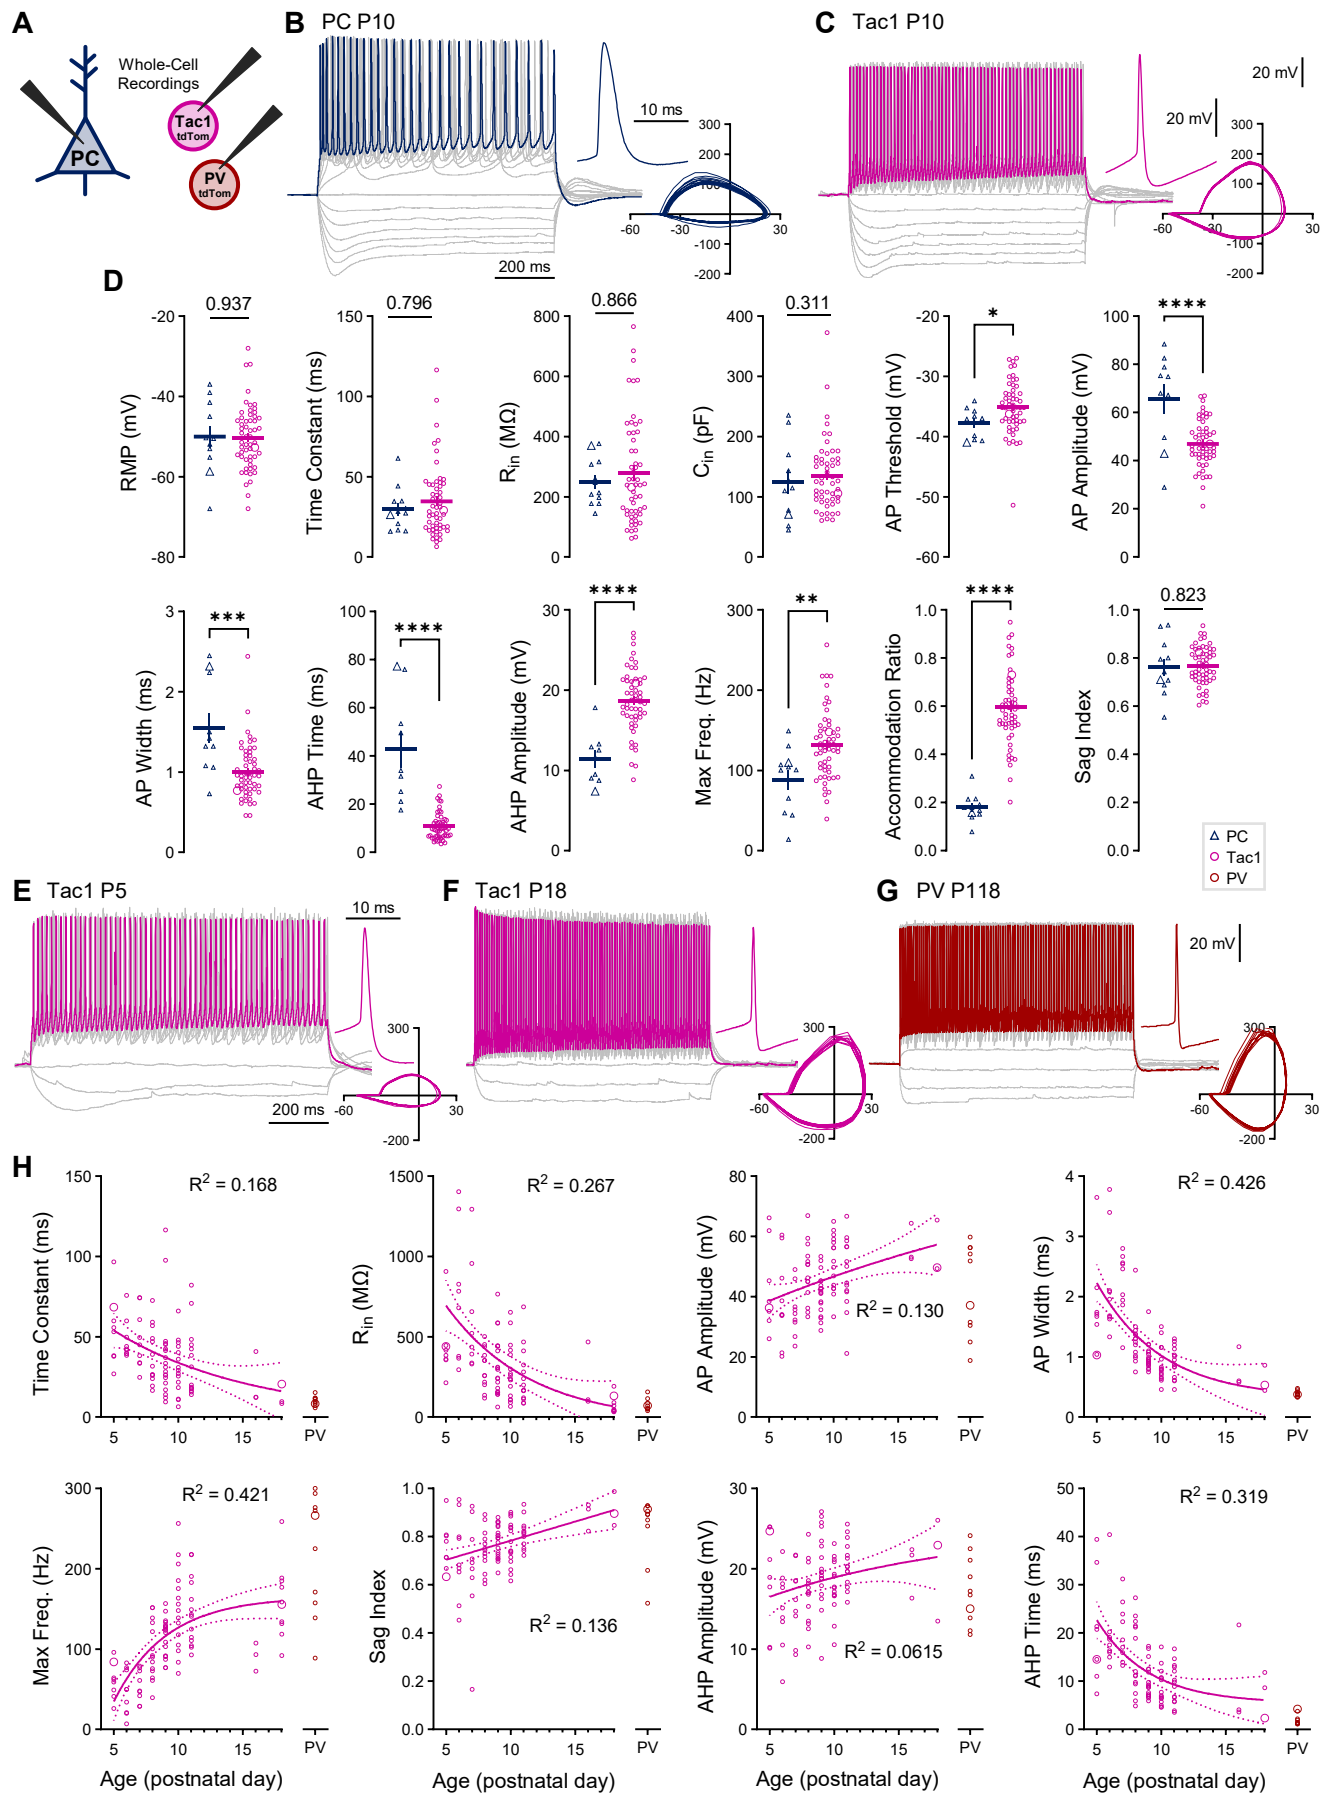 A
Whole-Cell
Recordings
PC
Tac1
tdTom
PV
tdTom
B PC P10
10 ms
300
200
100
-60 -30 30
-100
-200
200 ms
C Tac1 P10
20 mV
20 mV
300
200
100
-60 -30 30
-100
-200
D
RMP (mV)
-20
-40
-60
-80
0.937
Time Constant (ms)
150
100
50
0
0.796
Rin (MΩ)
800
600
400
200
0
0.866
Cin (pF)
400
300
200
100
0
0.311
AP Threshold (mV)
-20
-30
-40
-50
-60
*
AP Amplitude (mV)
100
80
60
40
20
0
****
AP Width (ms)
3
2
1
0
***
AHP Time (ms)
100
80
60
40
20
0
****
AHP Amplitude (mV)
30
20
10
0
****
Max Freq. (Hz)
300
200
100
0
**
Accommodation Ratio
1.0
0.8
0.6
0.4
0.2
0.0
****
Sag Index
1.0
0.8
0.6
0.4
0.2
0.0
0.823
PC
Tac1
PV
E Tac1 P5
10 ms
300
-60 30
-200
200 ms
F Tac1 P18
300
-60 30
-200
G PV P118
20 mV
300
-60 30
-200
H
Time Constant (ms)
150
100
50
0
R2 = 0.168
5 10 15 PV
Rin (MΩ)
1500
1000
500
0
R2 = 0.267
5 10 15 PV
AP Amplitude (mV)
80
60
40
20
0
R2 = 0.130
5 10 15 PV
AP Width (ms)
4
3
2
1
0
R2 = 0.426
5 10 15 PV
Max Freq. (Hz)
300
200
100
0
R2 = 0.421
5 10 15 PV
Age (postnatal day)
Sag Index
1.0
0.8
0.6
0.4
0.2
0.0
R2 = 0.136
5 10 15 PV
Age (postnatal day)
AHP Amplitude (mV)
30
20
10
0
R2 = 0.0615
5 10 15 PV
Age (postnatal day)
AHP Time (ms)
50
40
30
20
10
0
R2 = 0.319
5 10 15 PV
Age (postnatal day)